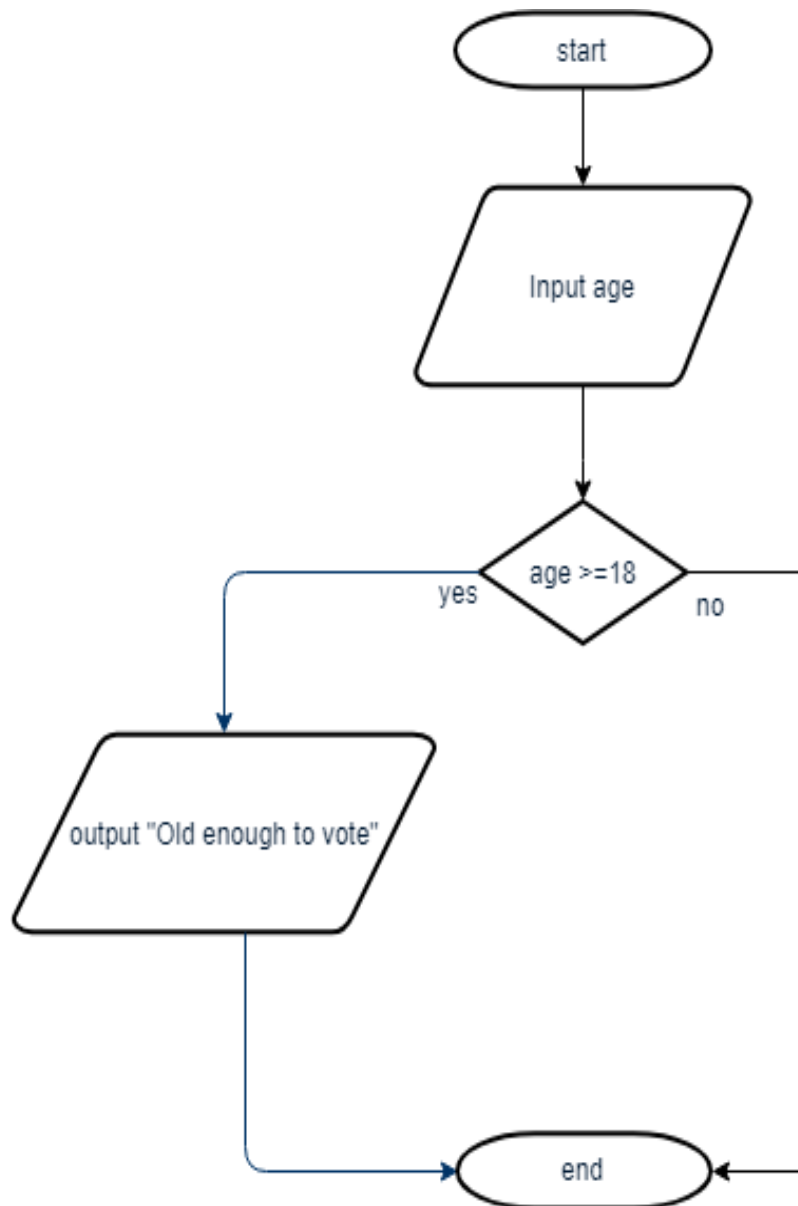 start
Input age
age >=18
yes
no
output "Old enough to vote"
end